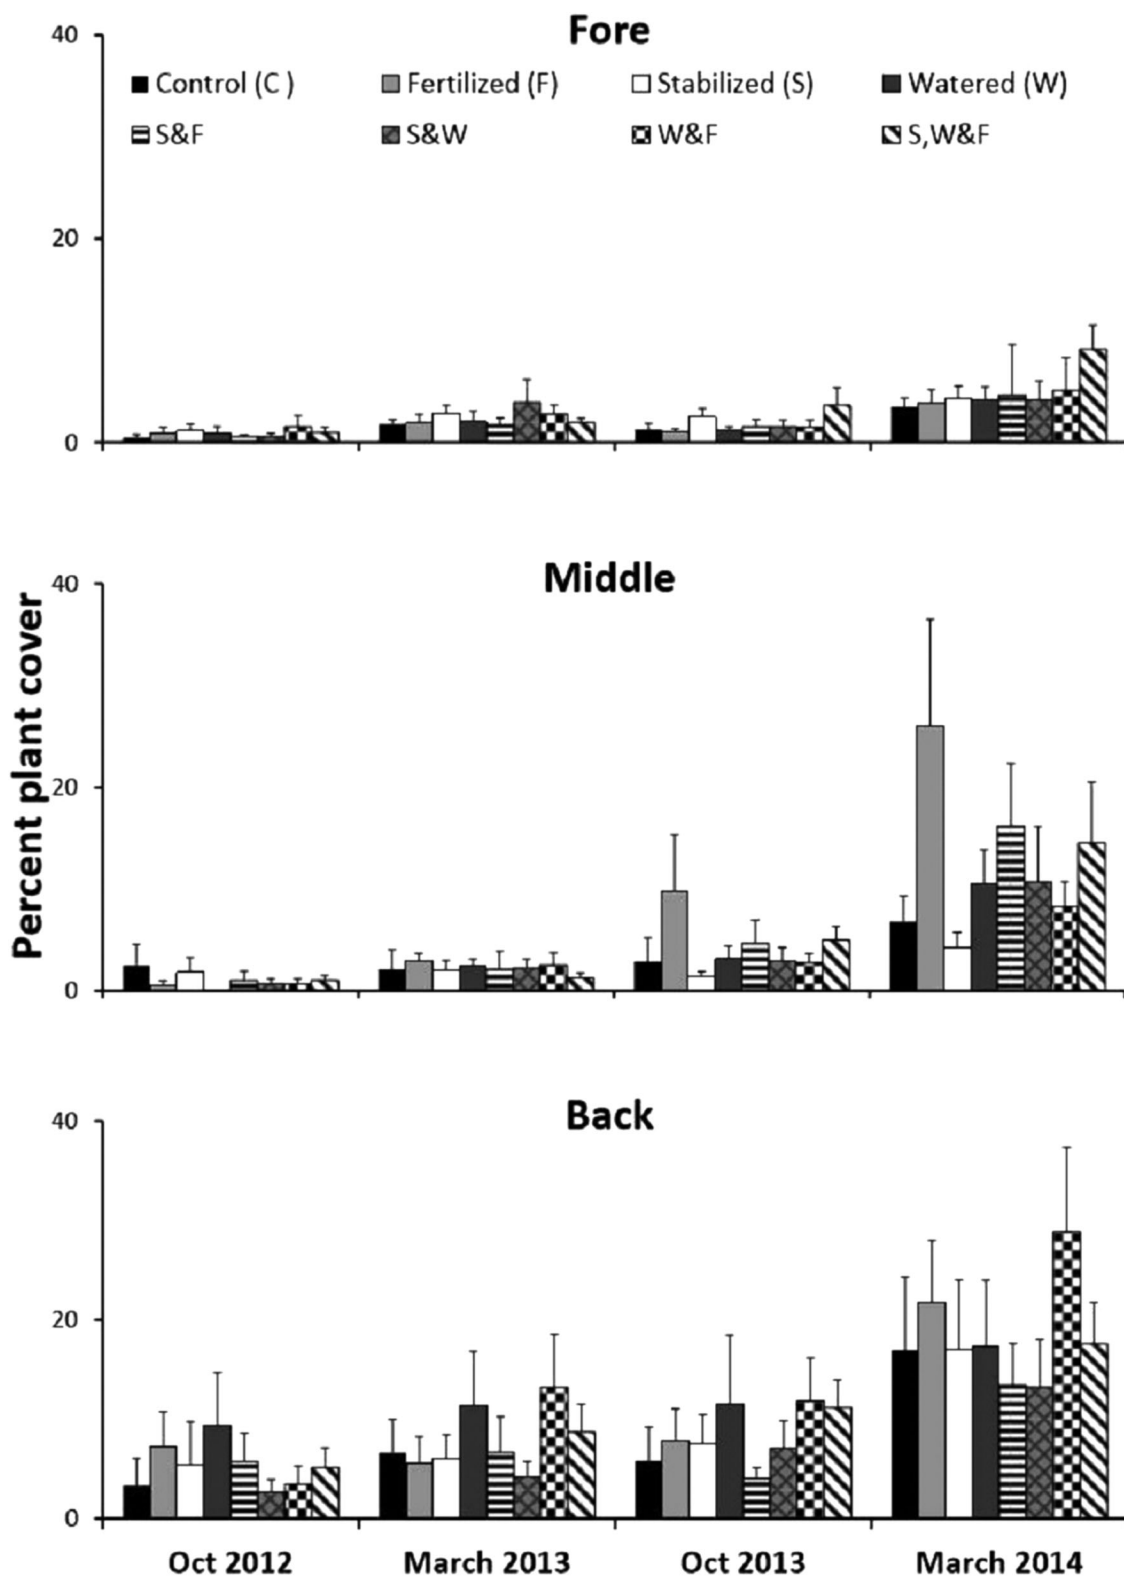 Fore
40
Control (C )
Fertilized (F)
Stabilized (S)
Watered (W)
S&F
S&W
W&F
S,W&F
20
0
Percent plant cover
Middle
40
20
0
Back
40
20
0
Oct 2012
March 2013
Oct 2013
March 2014